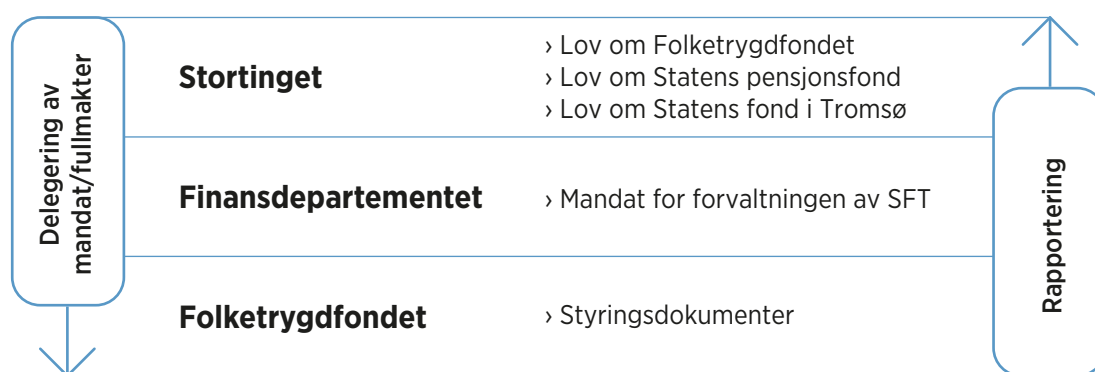 Delegering av
mandat/fullmakter
Stortinget
› Lov om Folketrygdfondet
› Lov om Statens pensjonsfond
› Lov om Statens fond i Tromsø
Finansdepartementet
› Mandat for forvaltningen av SFT
Folketrygdfondet
› Styringsdokumenter
Rapportering